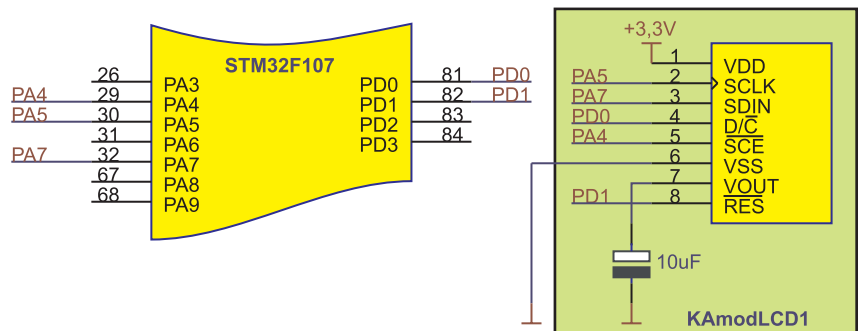 STM32F107
26 PA3
PA4 29 PA4
PA5 30 PA5
31 PA6
PA7 32 PA7
67 PA8
68 PA9
PD0 81 PD0
PD1 82 PD1
PD2 83
PD3 84
+3,3V
1 VDD
PA5 2 SCLK
PA7 3 SDIN
PD0 4 D/C̅
PA4 5 S̅C̅E̅
6 VSS
7 VOUT
PD1 8 R̅E̅S̅
10uF
KAmodLCD1